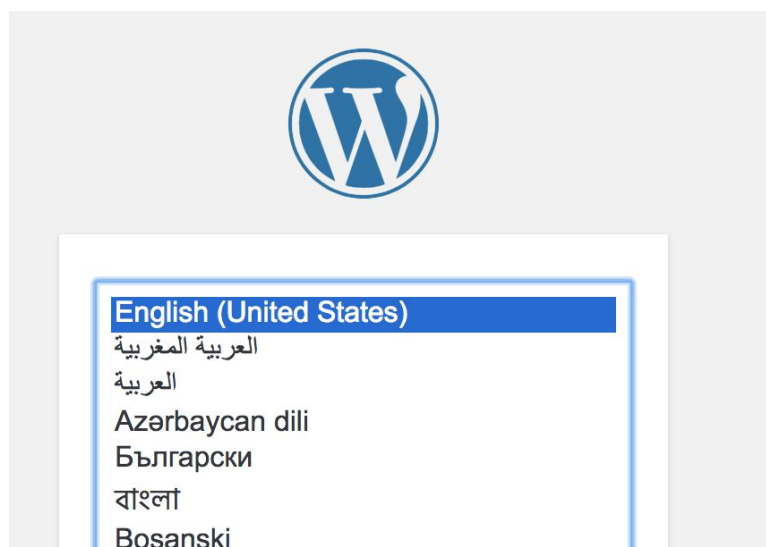 English (United States)
العربية المغربية
العربية
Azərbaycan dili
Български
বাংলা
Bosanski